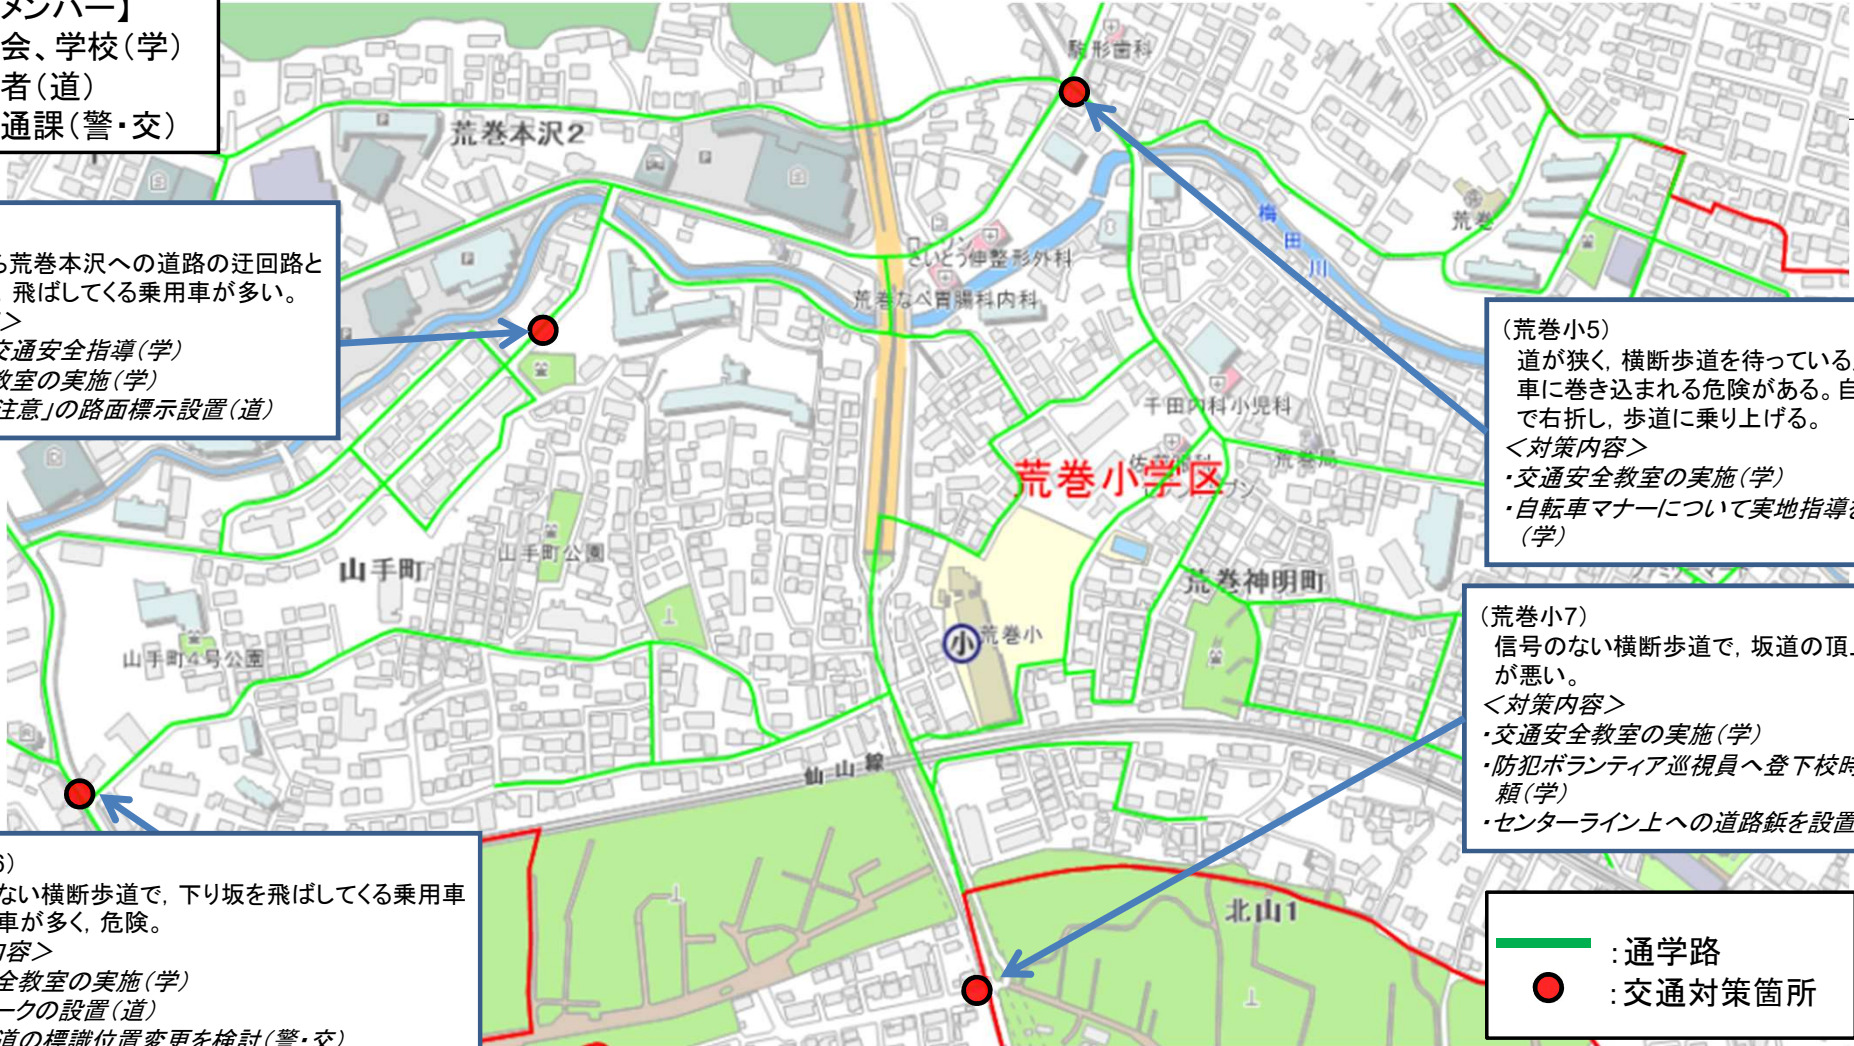 メンバー】
会、学校（学）
者（道）
通課（警・交）
駒形歯科
荒巻本沢2
荒巻
梅田川
さいとう伸整形外科
荒巻なべ胃腸科内科
ら荒巻本沢への道路の迂回路と
、飛ばしてくる乗用車が多い。
＞
交通安全指導（学）
教室の実施（学）
注意」の路面標示設置（道）
（荒巻小5）
道が狭く，横断歩道を待っている
車に巻き込まれる危険がある。自
で右折し，歩道に乗り上げる。
＜対策内容＞
・交通安全教室の実施（学）
・自転車マナーについて実地指導を
（学）
千田内科小児科
荒巻局
荒巻小学区
山手町公園
山手町
荒巻神明町
荒巻小
小
山手町4号公園
（荒巻小7）
信号のない横断歩道で，坂道の頂上
が悪い。
＜対策内容＞
・交通安全教室の実施（学）
・防犯ボランティア巡視員へ登下校時
頼（学）
・センターライン上への道路鋲を設置
仙山線
6）
ない横断歩道で，下り坂を飛ばしてくる乗用車
車が多く，危険。
内容＞
全教室の実施（学）
ークの設置（道）
道の標識位置変更を検討（警・交）
北山1
：通学路
：交通対策箇所